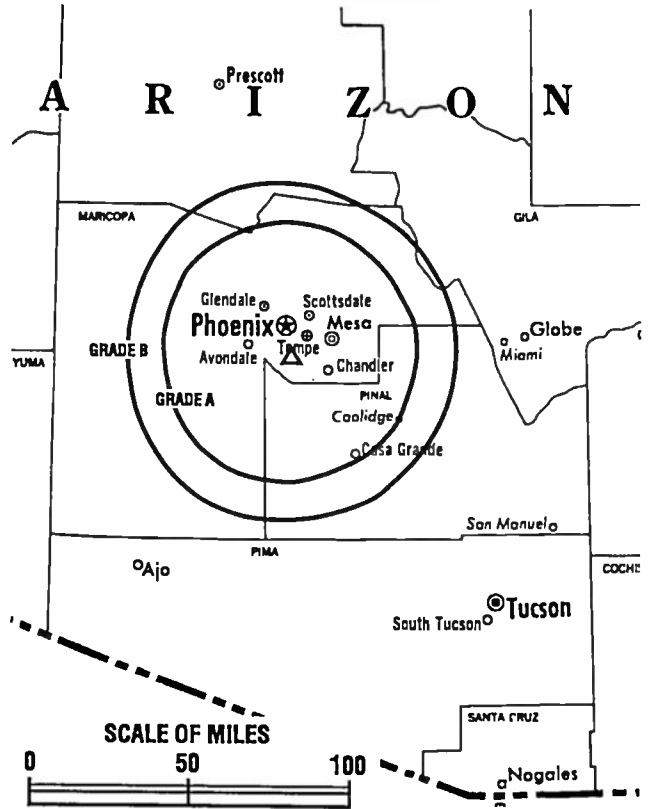 Prescott
A R I Z O N
MARICOPA
GILA
Glendale
Scottsdale
Phoenix
Mesa
Globe
Tempe
Miami
GRADE B
Avondale
YUMA
Chandler
GRADE A
PINAL
Coolidge
Casa Grande
San Manuel
PIMA
Ajo
COCHIS
Tucson
South Tucson
SANTA CRUZ
SCALE OF MILES
0 50 100
Nogales